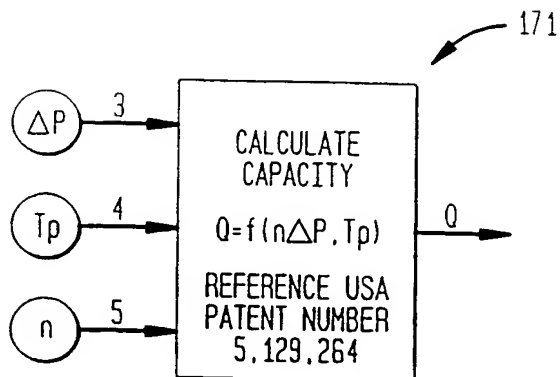 171
ΔP
3
Tp
4
n
5
CALCULATE
CAPACITY
Q=f(nΔP,Tp)
REFERENCE USA
PATENT NUMBER
5,129,264
Q